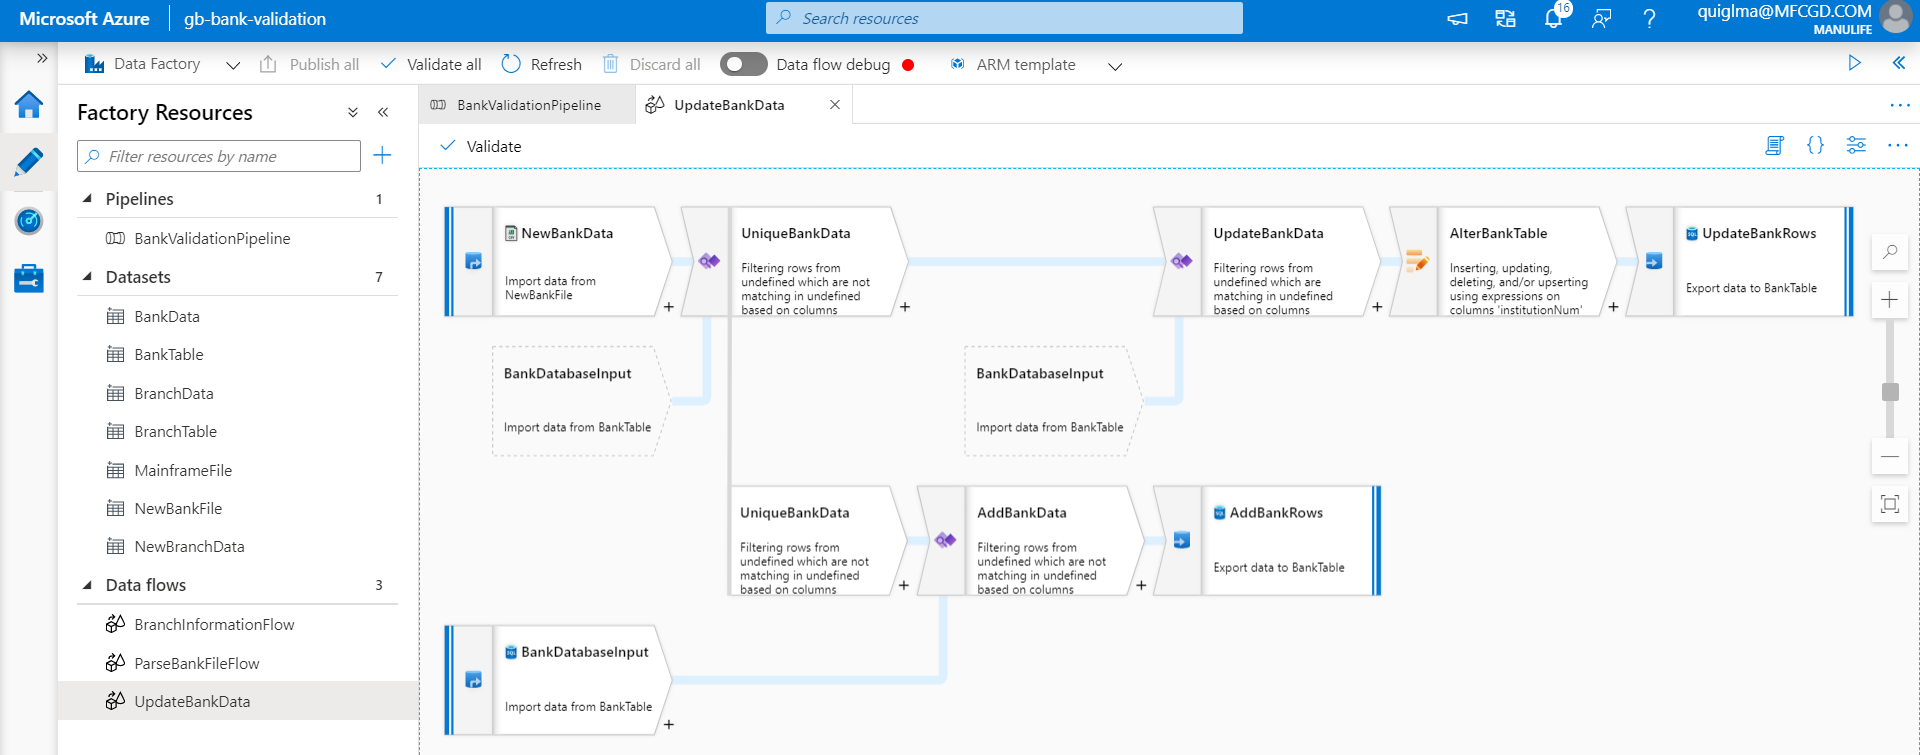 Microsoft Azure
gb-bank-validation
Search resources
16
quiglma@MFCGD.COM
MANULIFE
Data Factory
Publish all
Validate all
Refresh
Discard all
Data flow debug
ARM template
Factory Resources
Filter resources by name
Pipelines 1
BankValidationPipeline
Datasets 7
BankData
BankTable
BranchData
BranchTable
MainframeFile
NewBankFile
NewBranchData
Data flows 3
BranchInformationFlow
ParseBankFileFlow
UpdateBankData
BankValidationPipeline
UpdateBankData
Validate
NewBankData
Import data from
NewBankFile
+
UniqueBankData
Filtering rows from
undefined which are not
matching in undefined
based on columns
+
UpdateBankData
Filtering rows from
undefined which are
matching in undefined
based on columns
+
AlterBankTable
Inserting, updating,
deleting, and/or upserting
using expressions on
columns 'institutionNum'
+
UpdateBankRows
Export data to BankTable
BankDatabaseInput
Import data from BankTable
BankDatabaseInput
Import data from BankTable
UniqueBankData
Filtering rows from
undefined which are not
matching in undefined
based on columns
+
AddBankData
Filtering rows from
undefined which are not
matching in undefined
based on columns
+
AddBankRows
Export data to BankTable
BankDatabaseInput
Import data from BankTable
+